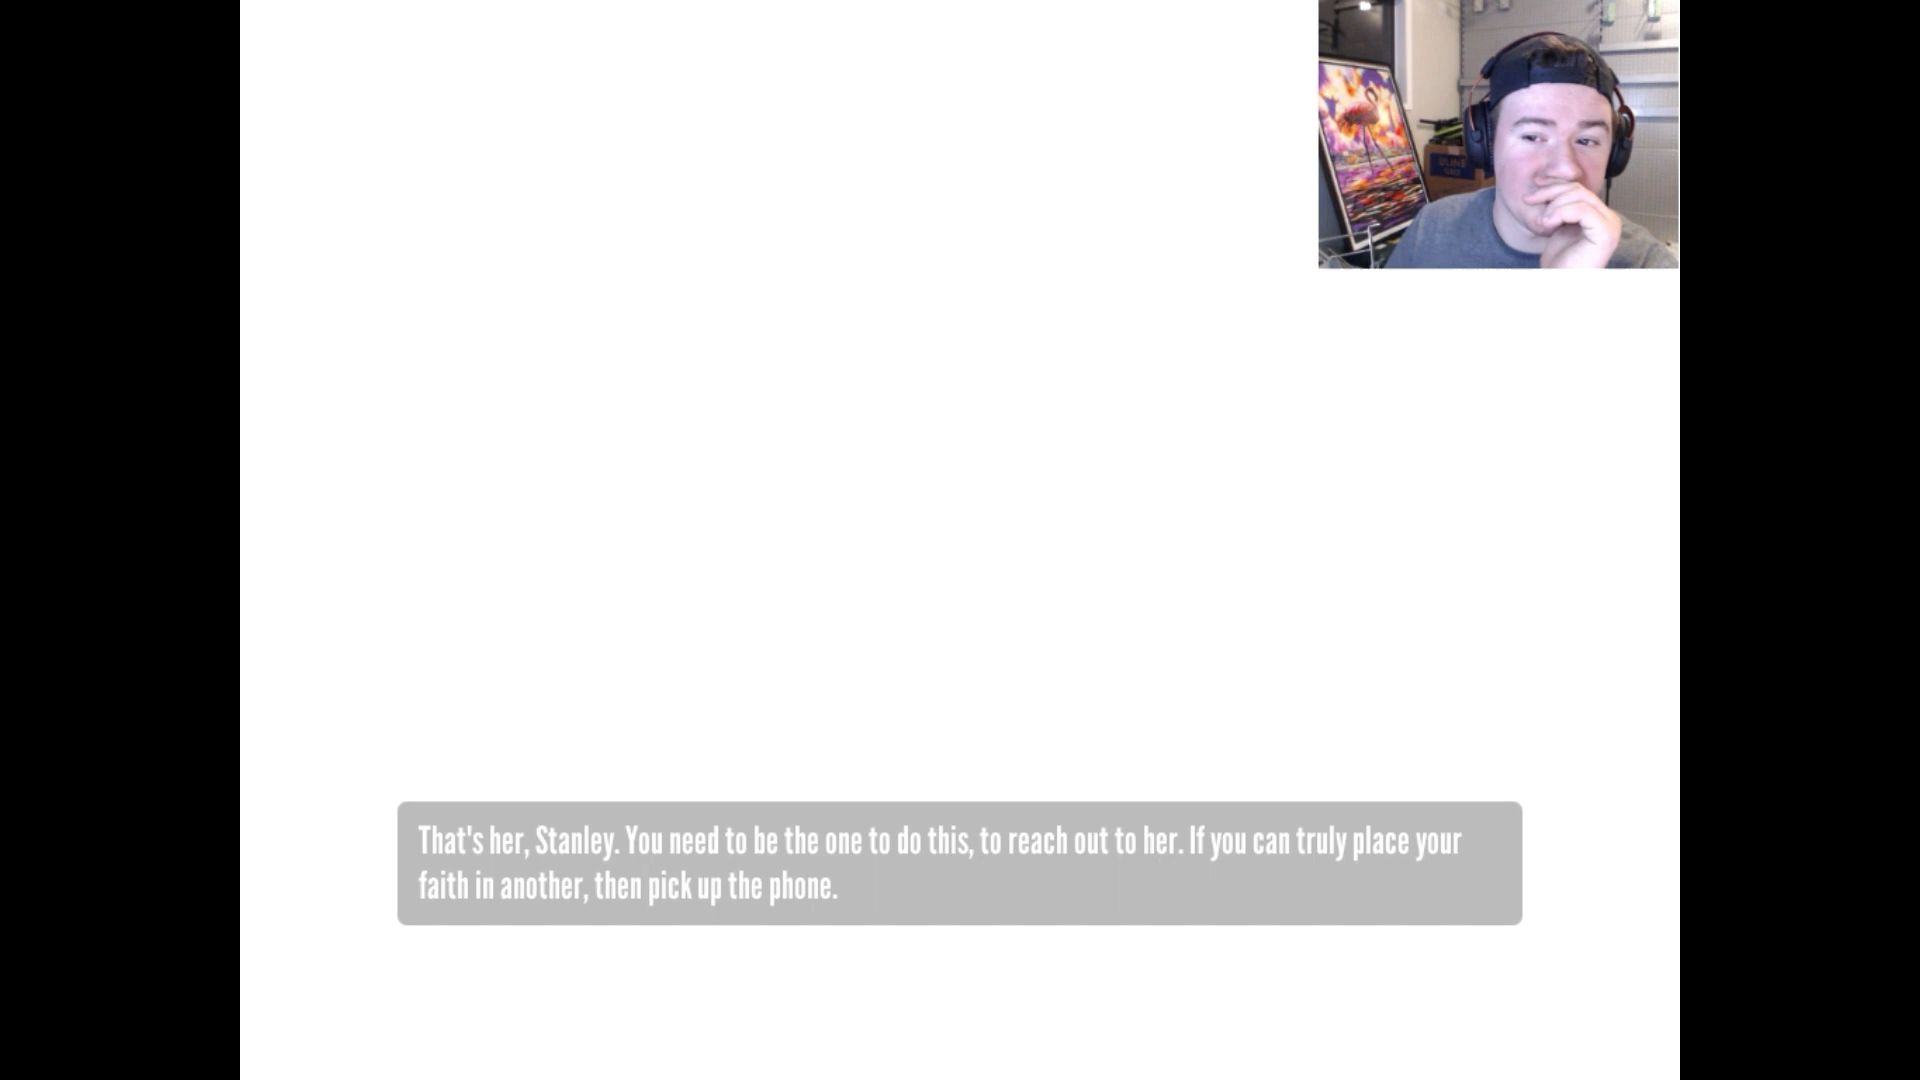 That's her, Stanley. You need to be the one to do this, to reach out to her. If you can truly place your
faith in another, then pick up the phone.